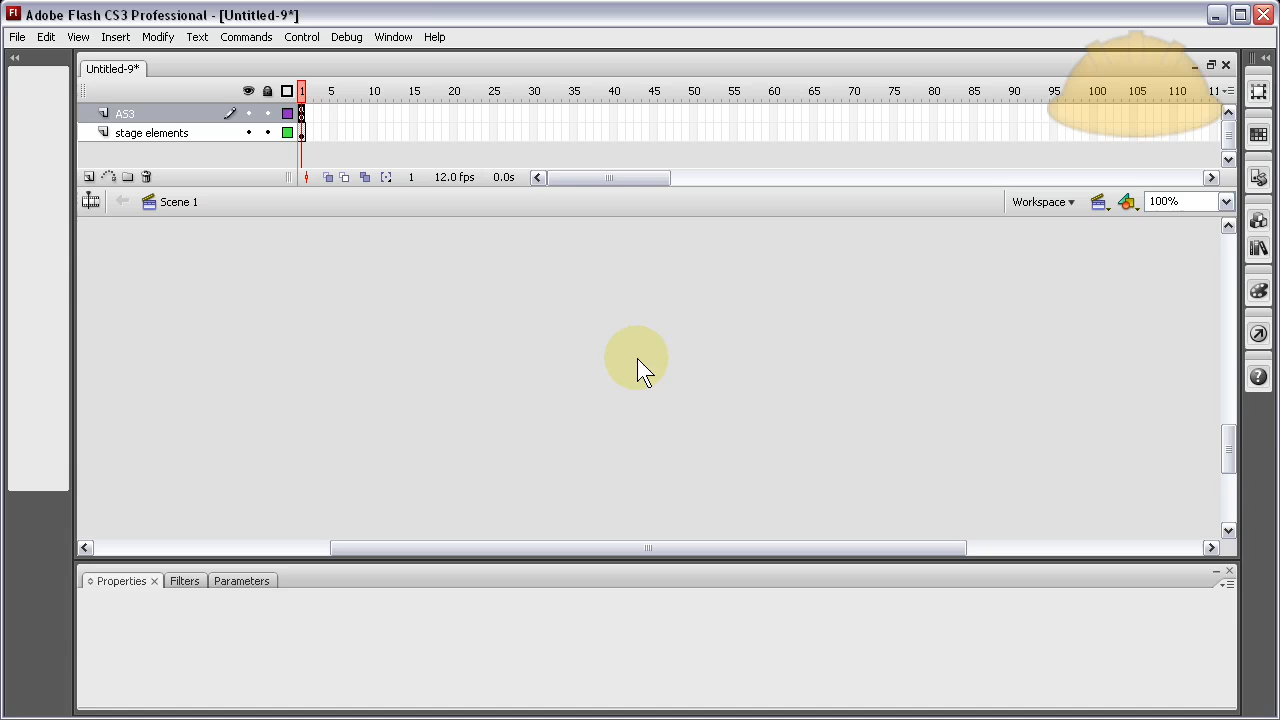 Fl Adobe Flash CS3 Professional - [Untitled-9*]
File Edit View Insert Modify Text Commands Control Debug Window Help
Untitled-9*
1 5 10 15 20 25 30 35 40 45 50 55 60 65 70 75 80 85 90 95 100 105 110 11
AS3
stage elements
1 12.0 fps 0.0s
Scene 1 Workspace 100%
Properties Filters Parameters